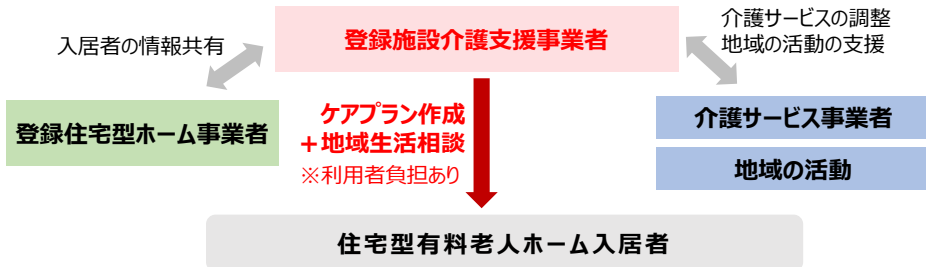 入居者の情報共有
登録施設介護支援事業者
介護サービスの調整
地域の活動の支援
登録住宅型ホーム事業者
ケアプラン作成
＋地域生活相談
※利用者負担あり
介護サービス事業者
地域の活動
住宅型有料老人ホーム入居者